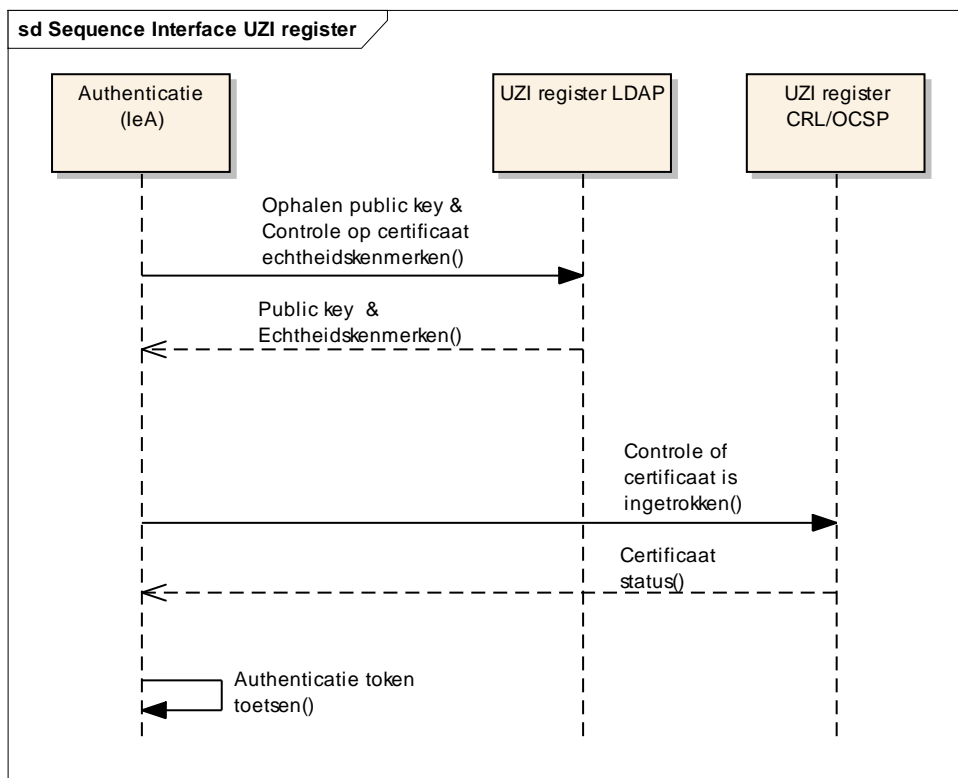 sd Sequence Interface UZI register
Authenticatie
(IeA)
UZI register LDAP
UZI register
CRL/OCSP
Ophalen public key &
Controle op certificaat
echtheidskenmerken()
Public key &
Echtheidskenmerken()
Controle of
certificaat is
ingetrokken()
Certificaat
status()
Authenticatie token
toetsen()